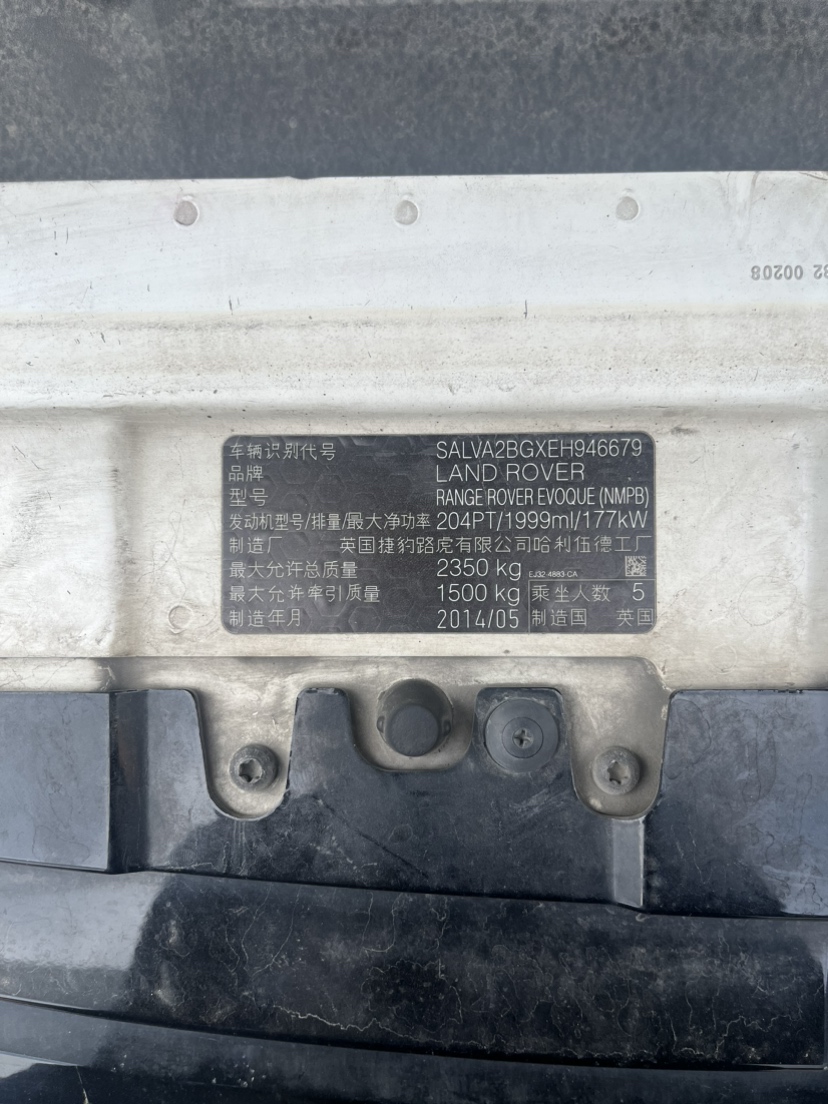 32 00208
车辆识别代号 SALVA2BGXEH946679
品牌 LAND ROVER
型号 RANGE ROVER EVOQUE (NMPB)
发动机型号/排量/最大净功率 204PT/1999ml/177kW
制造厂 英国捷豹路虎有限公司哈利伍德工厂
最大允许总质量 2350 kg EJ32 4883 CA
最大允许牵引质量 1500 kg 乘坐人数 5
制造年月 2014/05 制造国 英国